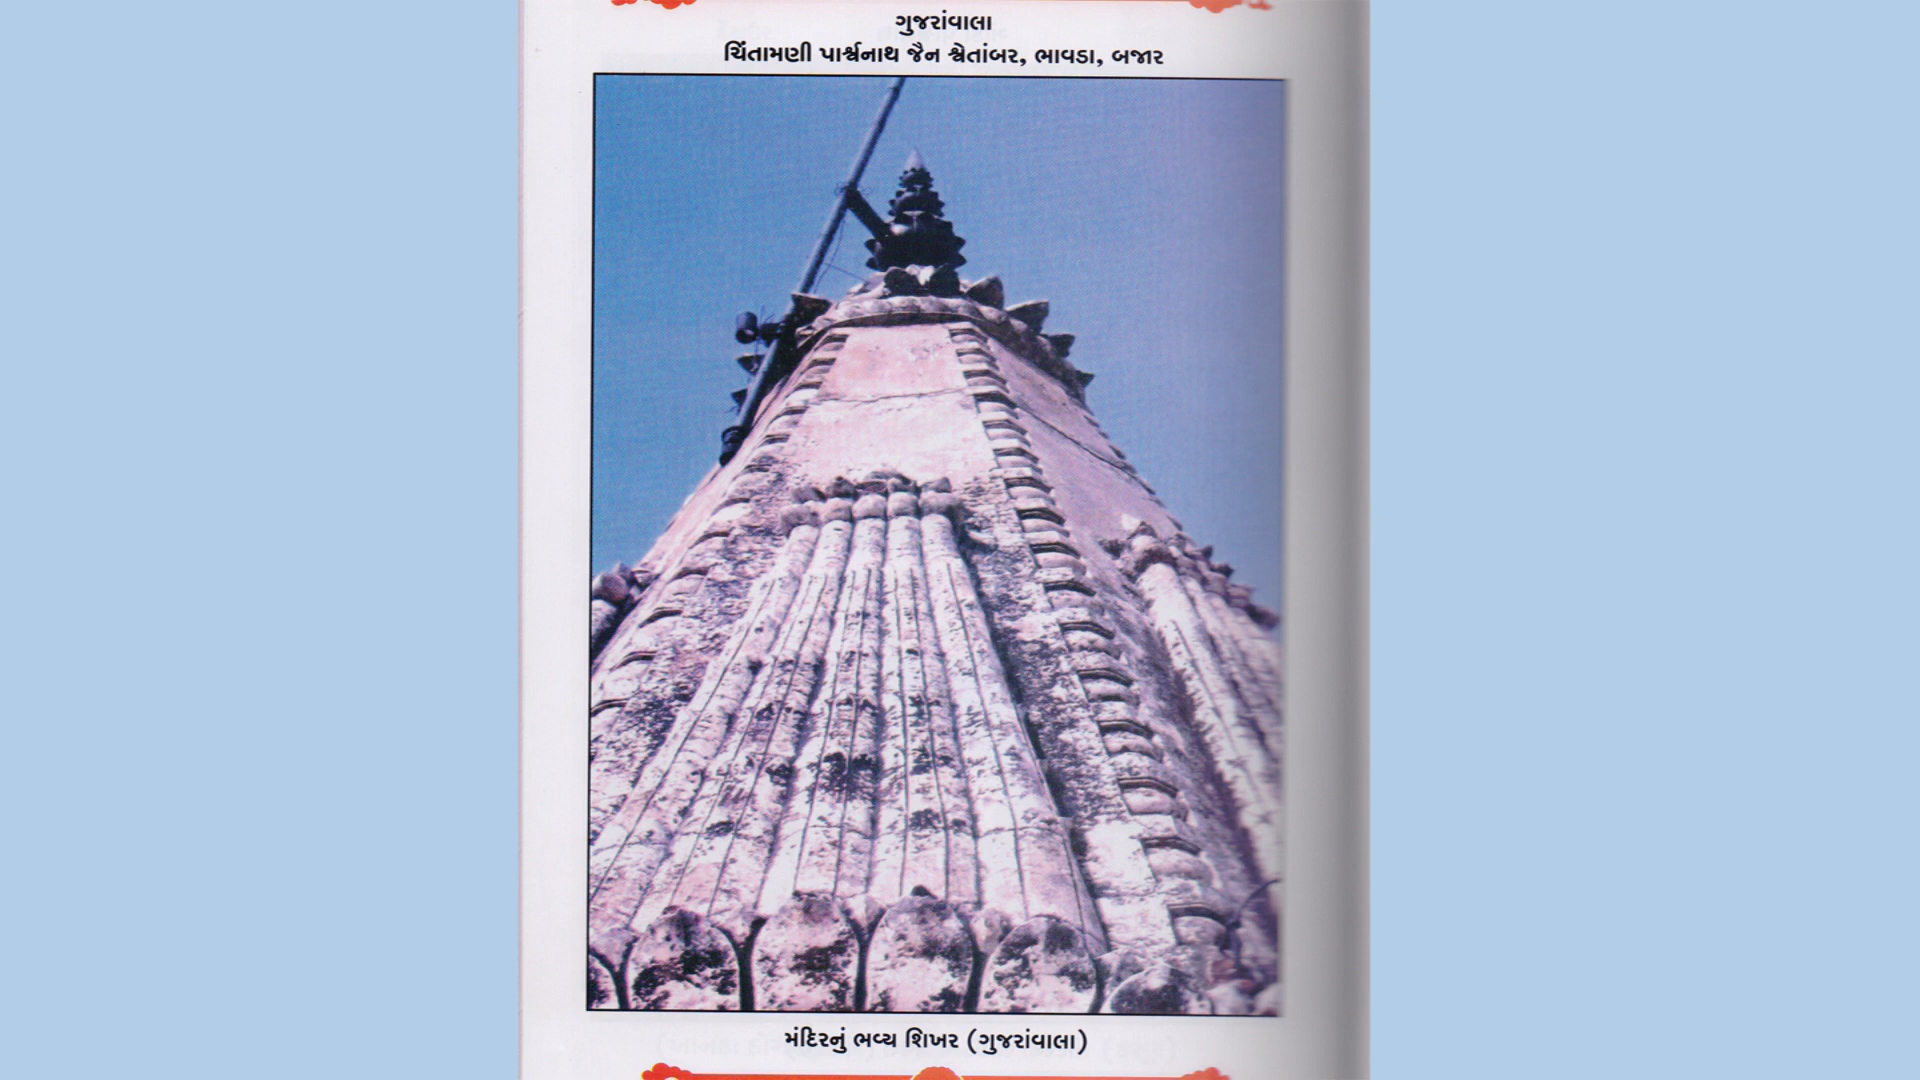 ગુજરાંવાલા
ચિંતામણી પાર્શ્વનાથ જૈન શ્વેતાંબર, ભાવડા, બજાર
મંદિરનું ભવ્ય શિખર (ગુજરાંવાલા)